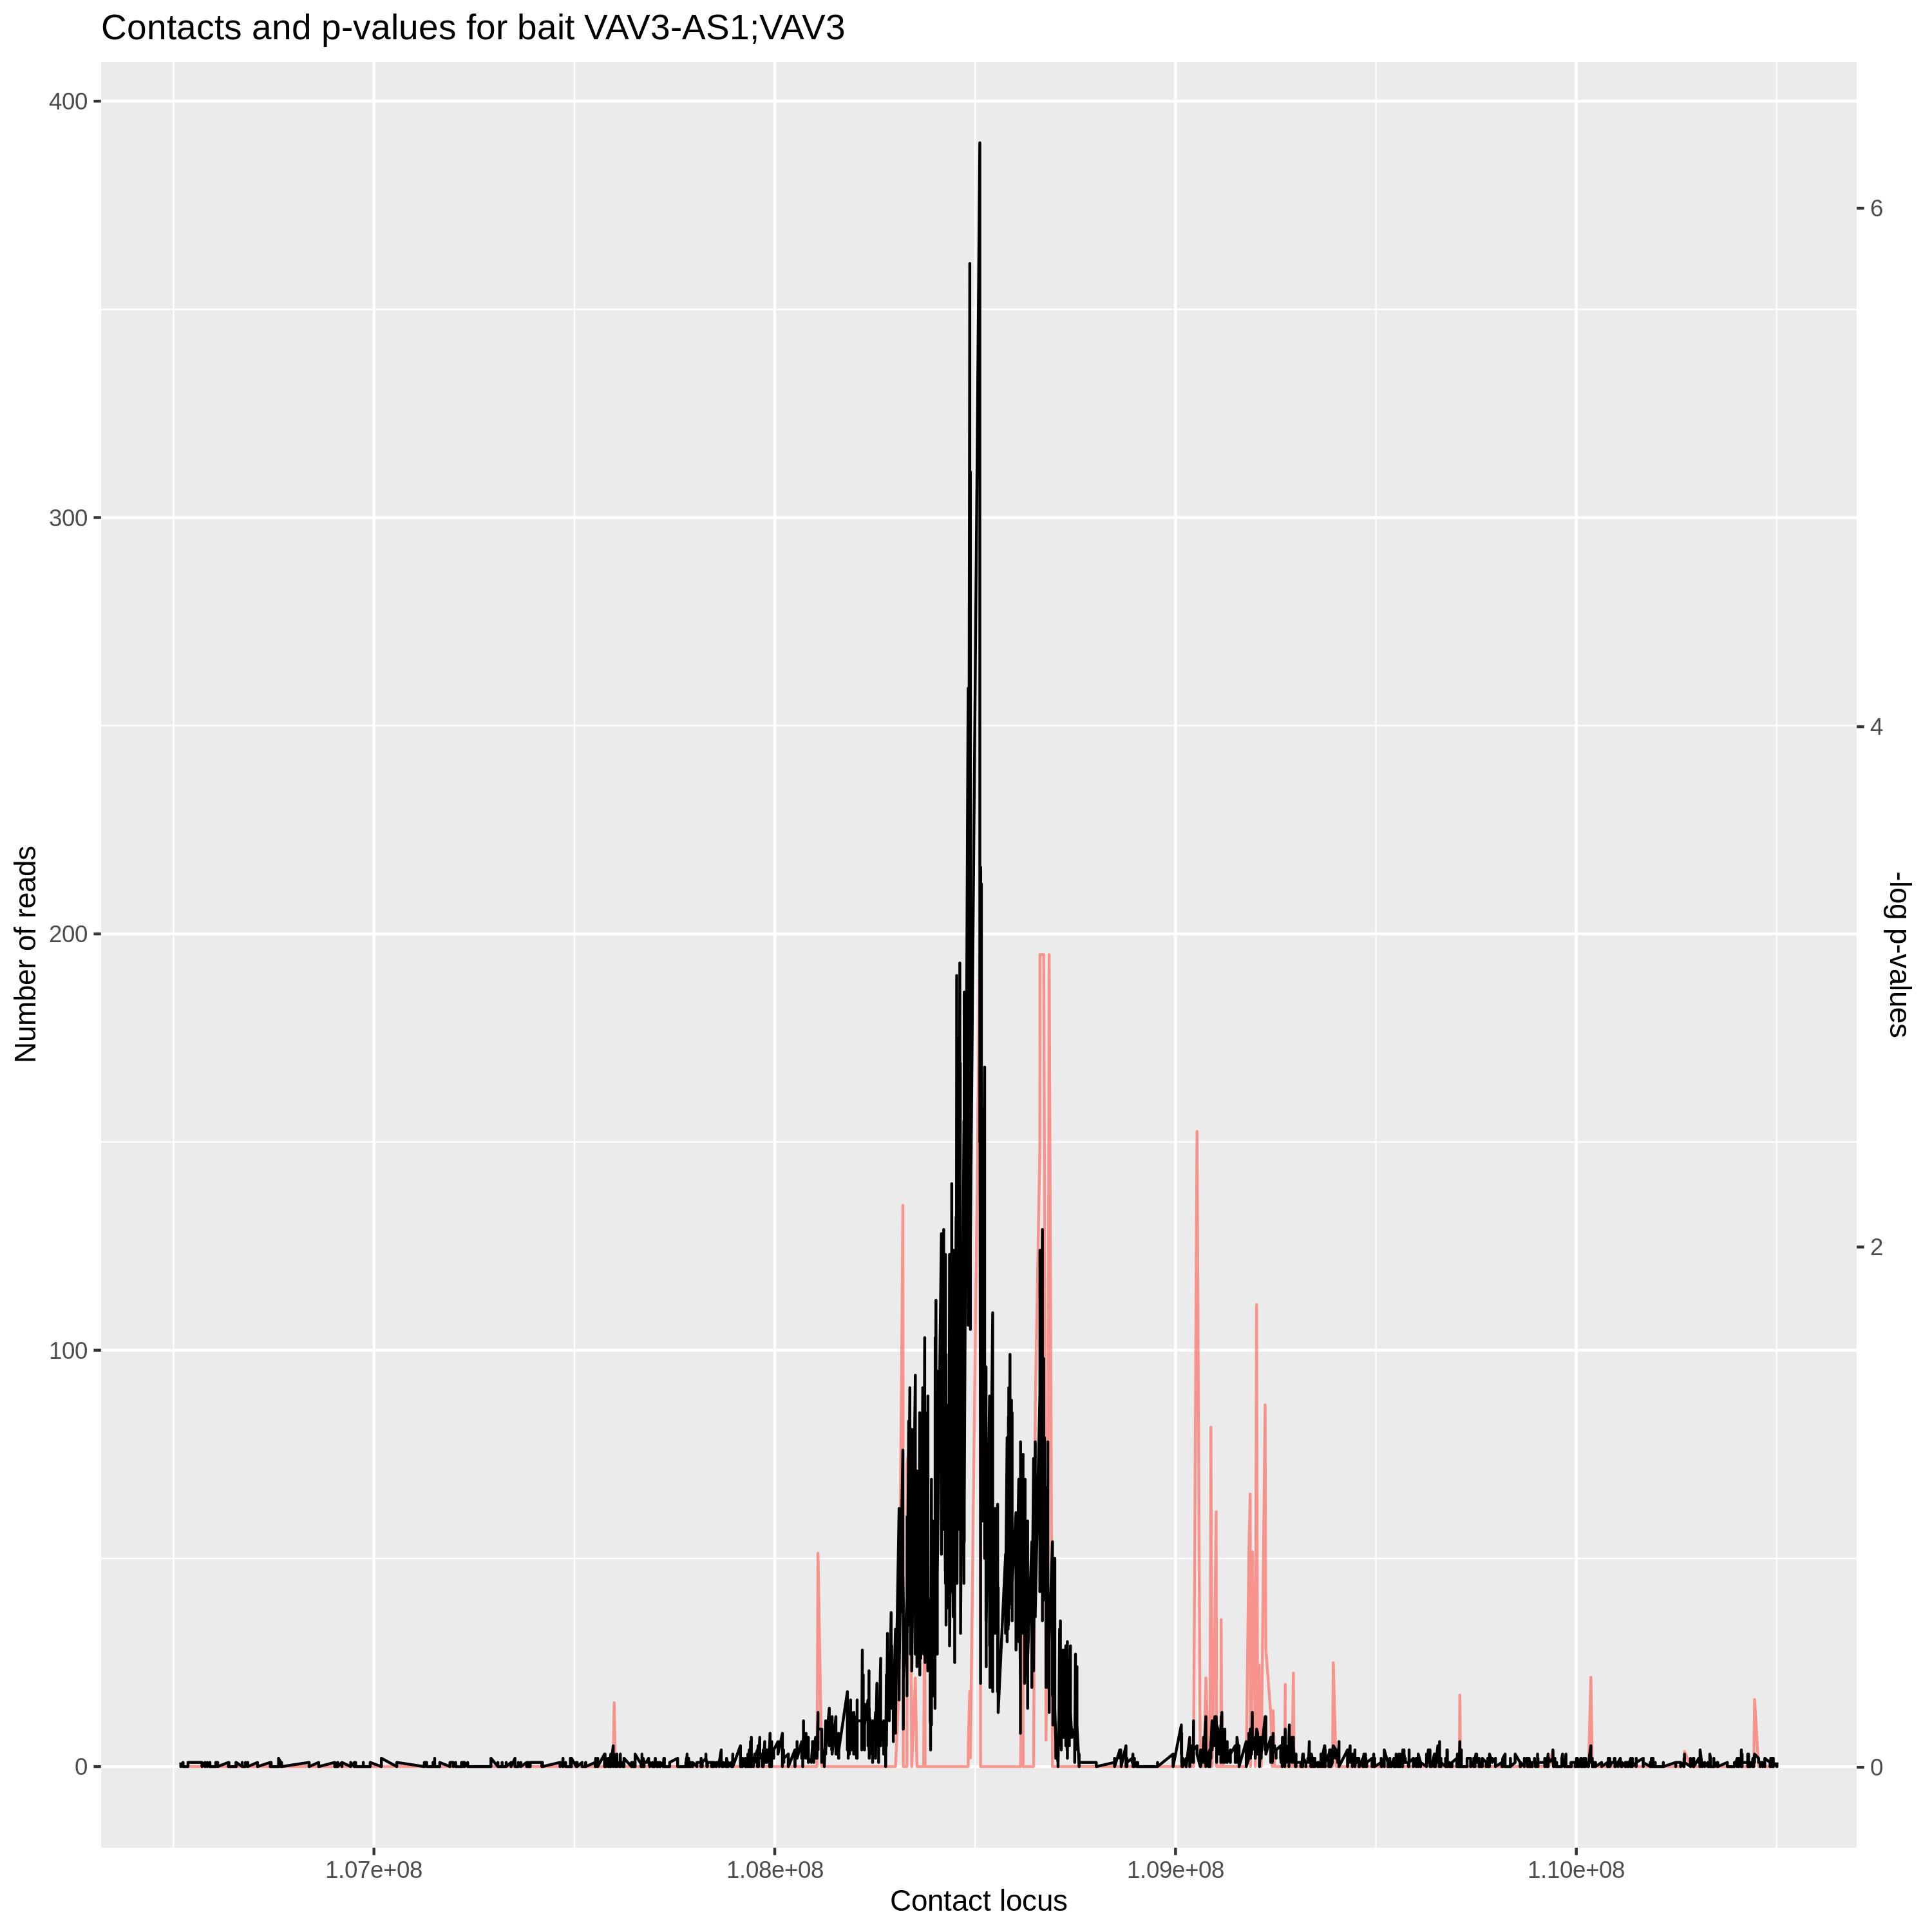 Contacts and p-values for bait VAV3-AS1;VAV3
400
300
200
100
0
6
4
2
0
Number of reads
-log p-values
1.07e+08
1.08e+08
1.09e+08
1.10e+08
Contact locus